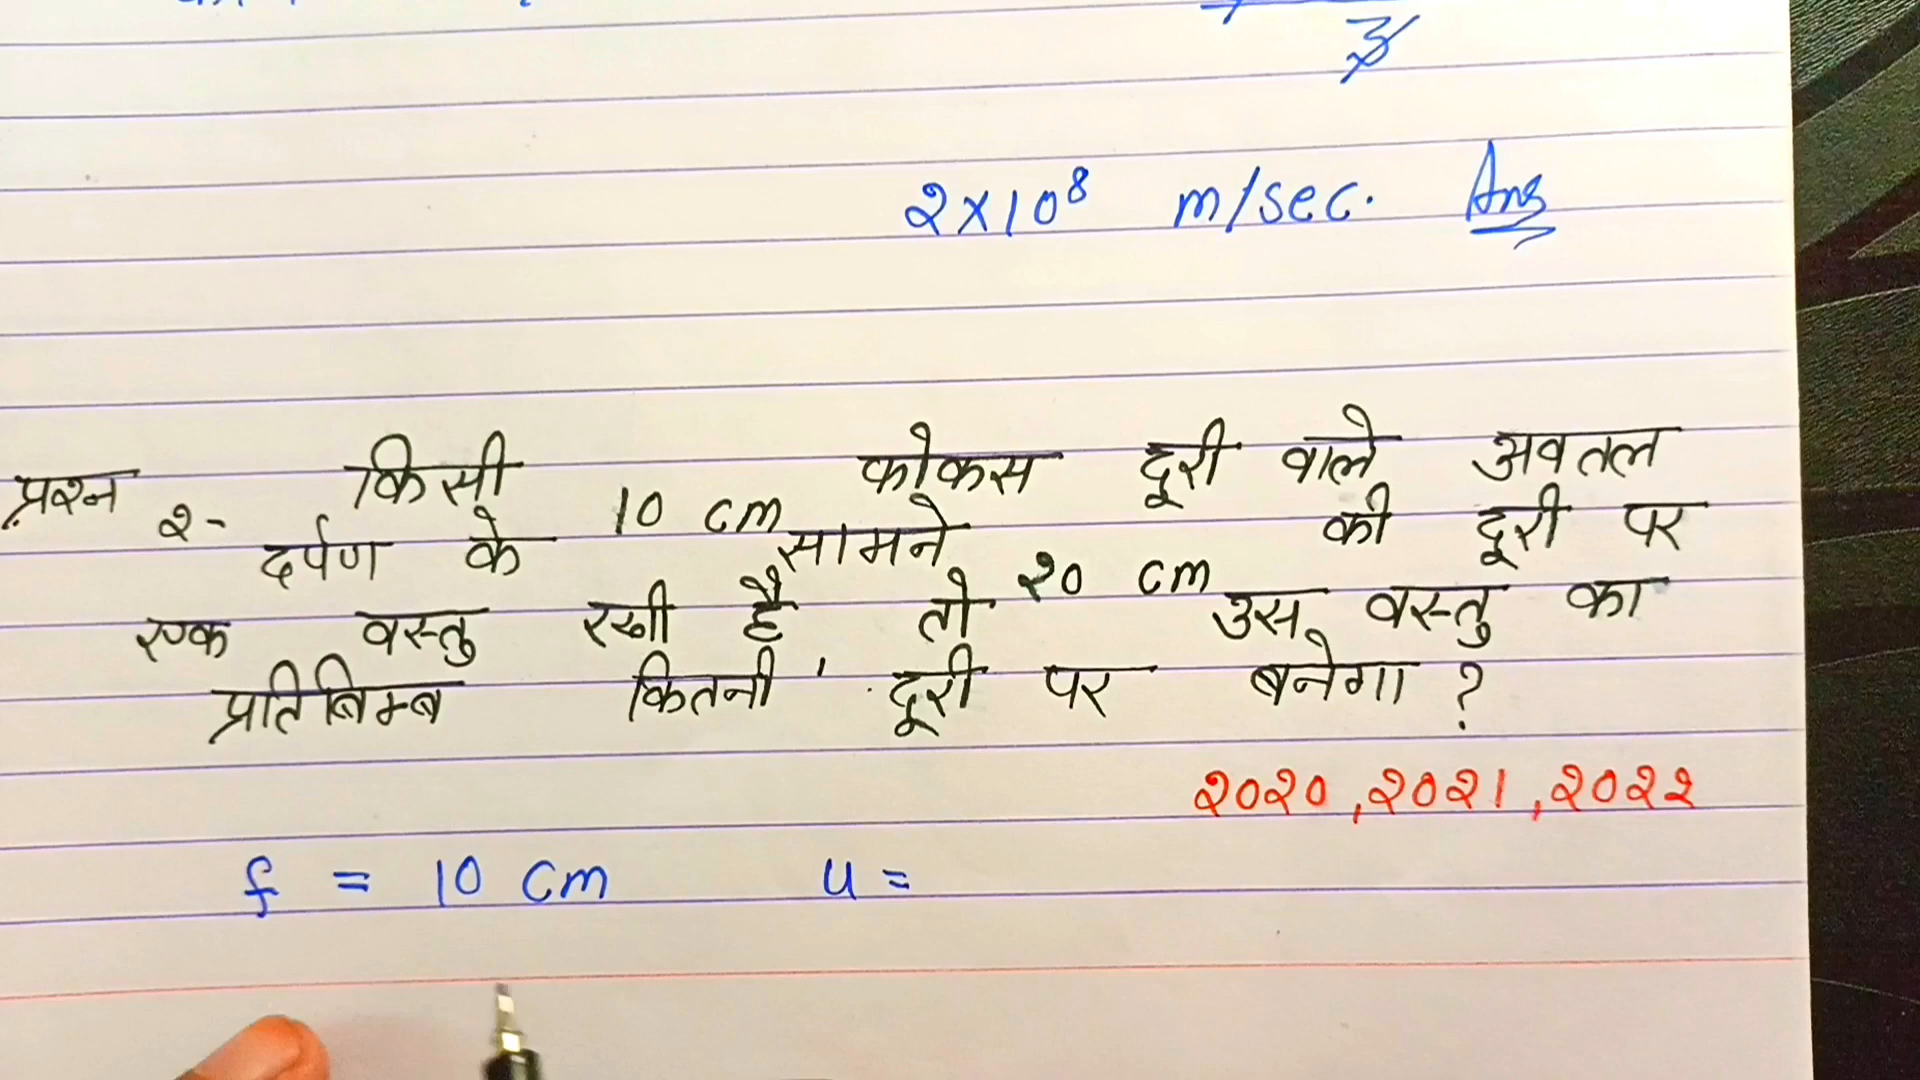 3
2×10⁸ m/sec. Ans
प्रश्न 2- किसी 10 cm फोकस दूरी वाले अवतल
दर्पण के सामने 20 cm की दूरी पर
एक वस्तु रखी है तो उस वस्तु का
प्रतिबिम्ब कितनी दूरी पर बनेगा ?
2020, 2021, 2022
f = 10 cm u =